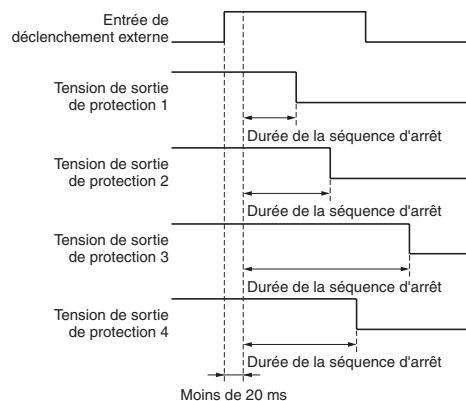 Entrée de
déclenchement externe
Tension de sortie
de protection 1
Durée de la séquence d'arrêt
Tension de sortie
de protection 2
Durée de la séquence d'arrêt
Tension de sortie
de protection 3
Durée de la séquence d'arrêt
Tension de sortie
de protection 4
Durée de la séquence d'arrêt
Moins de 20 ms